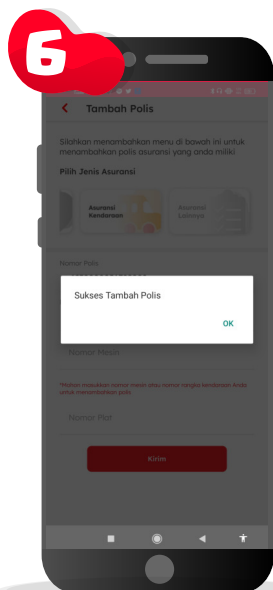 6
Tambah Polis
Silahkan menambahkan menu di bawah ini untuk
menambahkan polis asuransi yang anda miliki
Pilih Jenis Asuransi
Asuransi
Kendaraan
Asuransi
Lainnya
Nomor Polis
Sukses Tambah Polis
OK
Nomor Mesin
*Mohon masukkan nomor mesin atau nomor rangka kendaraan Anda
untuk menambahkan polis
Nomor Plat
Kirim